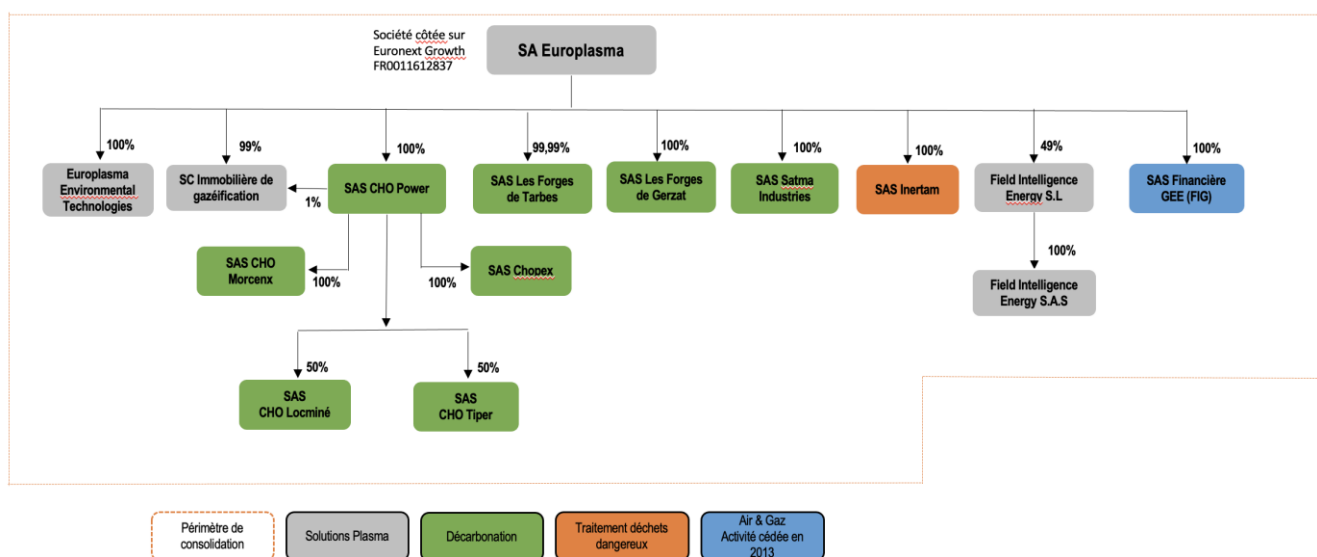 Société côtée sur
Euronext Growth
FR0011612837
SA Europlasma
100%
99%
100%
99,99%
100%
100%
100%
49%
100%
Europlasma
Environmental
Technologies
SC Immobilière de
gazéification
1%
SAS CHO Power
SAS Les Forges
de Tarbes
SAS Les Forges
de Gerzat
SAS Satma
Industries
SAS Inertam
Field Intelligence
Energy S.L
SAS Financière
GEE (FIG)
SAS CHO
Morcenx
100%
100%
SAS Chopex
100%
Field Intelligence
Energy S.A.S
50%
50%
SAS
CHO Locminé
SAS
CHO Tiper
Périmètre de
consolidation
Solutions Plasma
Décarbonation
Traitement déchets
dangereux
Air & Gaz
Activité cédée en
2013